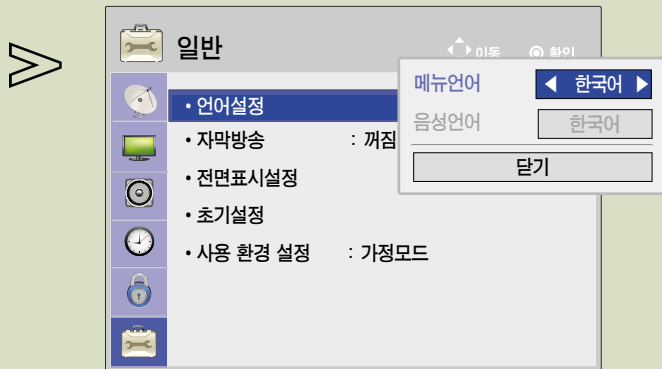 일반
이동 확인
• 언어설정
• 자막방송 : 꺼짐
• 전면표시설정
• 초기설정
• 사용 환경 설정 : 가정모드
메뉴언어 ◀ 한국어 ▶
음성언어 한국어
닫기